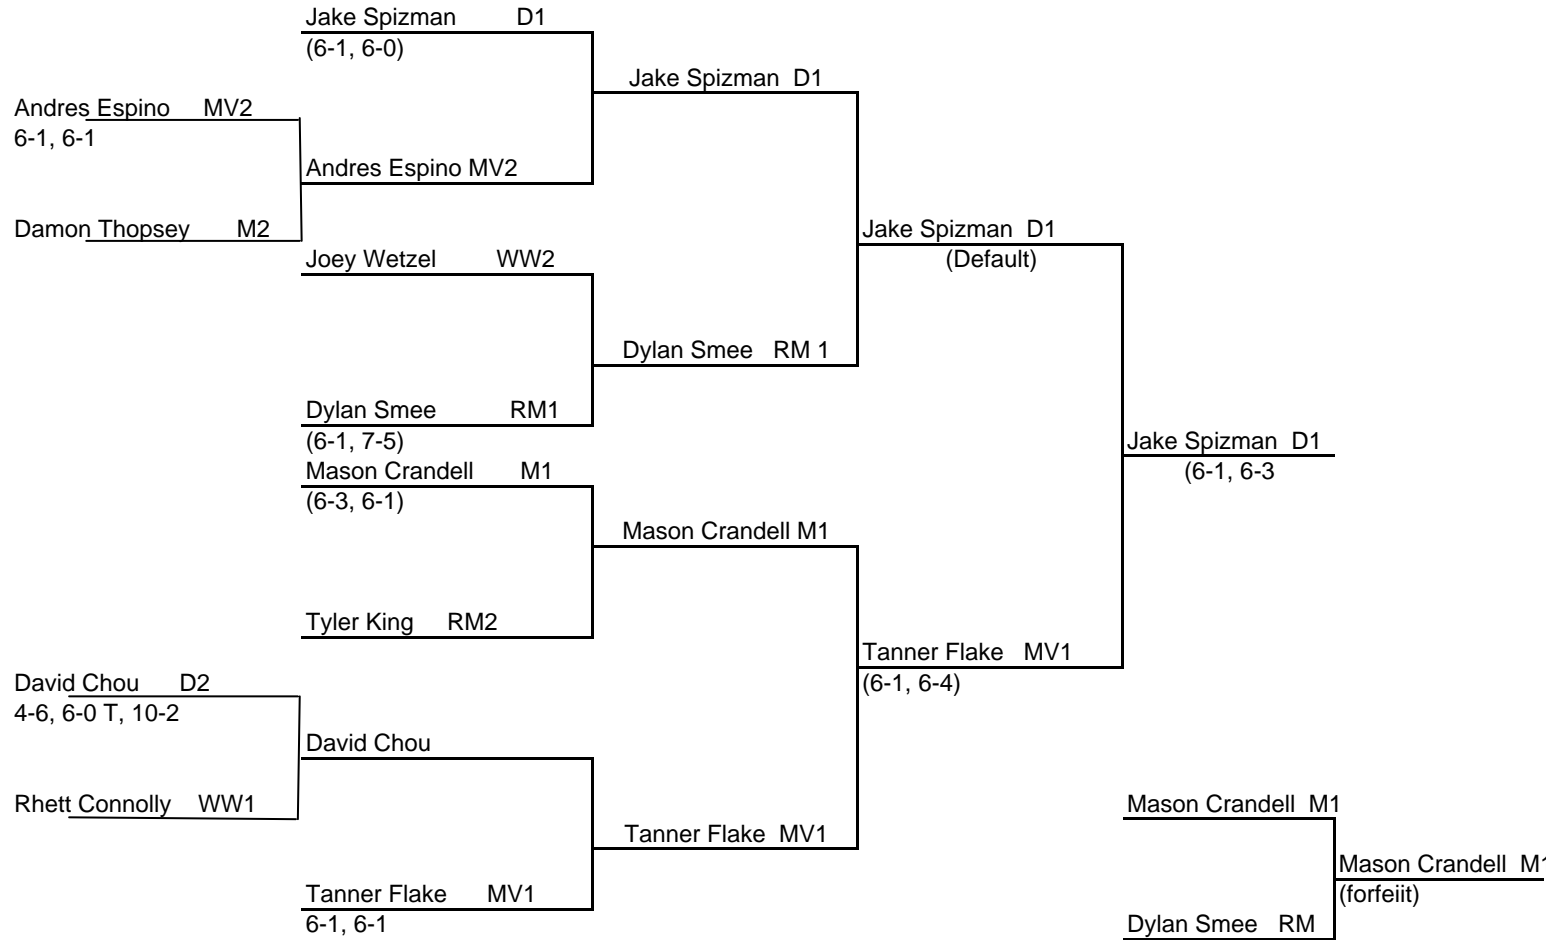 Jake Spizman D1
(6-1, 6-0)
Jake Spizman D1
Andres Espino MV2
6-1, 6-1
Andres Espino MV2
Damon Thopsey M2
Jake Spizman D1
(Default)
Joey Wetzel WW2
Dylan Smee RM 1
Dylan Smee RM1
(6-1, 7-5)
Jake Spizman D1
(6-1, 6-3
Mason Crandell M1
(6-3, 6-1)
Mason Crandell M1
Tyler King RM2
Tanner Flake MV1
(6-1, 6-4)
David Chou D2
4-6, 6-0 T, 10-2
David Chou
Rhett Connolly WW1
Mason Crandell M1
Tanner Flake MV1
Mason Crandell M1
(forfeiit)
Tanner Flake MV1
6-1, 6-1
Dylan Smee RM